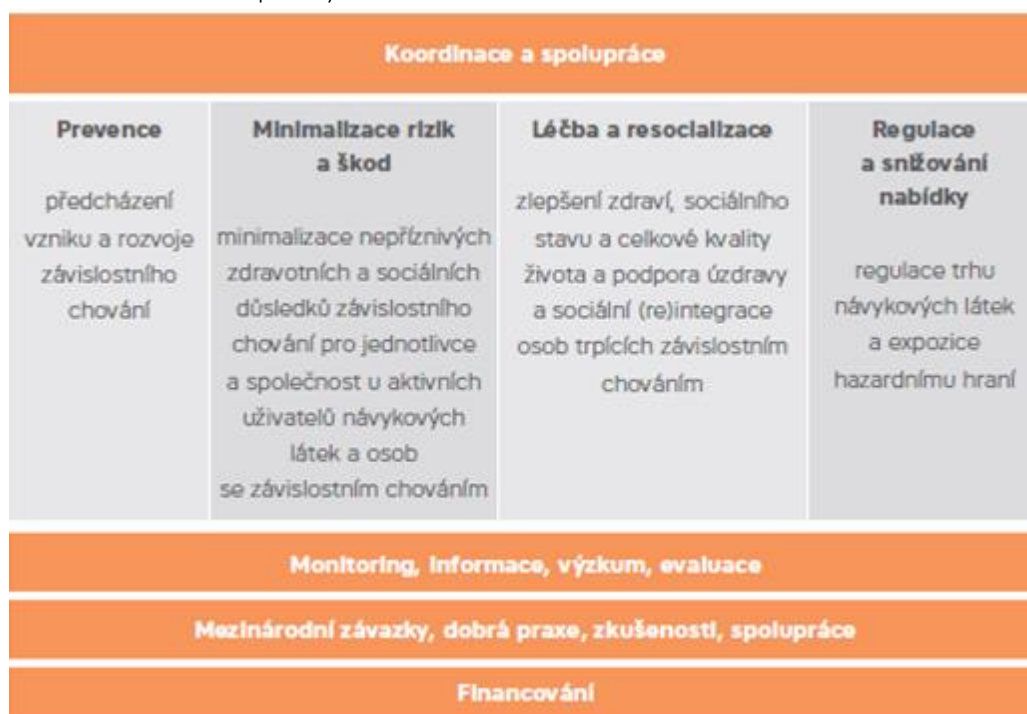 Koordinace a spolupráce
Prevence
předcházení
vzniku a rozvoje
závislostního
chování
Minimalizace rizik
a škod
minimalizace nepříznivých
zdravotních a sociálních
důsledků závislostního
chování pro jednotlivce
a společnost u aktivních
uživatelů návykových
látek a osob
se závislostním chováním
Léčba a resocializace
zlepšení zdraví, sociálního
stavu a celkové kvality
života a podpora úzdravy
a sociální (re)integrace
osob trpících závislostním
chováním
Regulace
a snižování
nabídky
regulace trhu
návykových látek
a expozice
hazardnímu hraní
Monitoring, informace, výzkum, evaluace
Mezinárodní závazky, dobrá praxe, zkušenosti, spolupráce
Financování